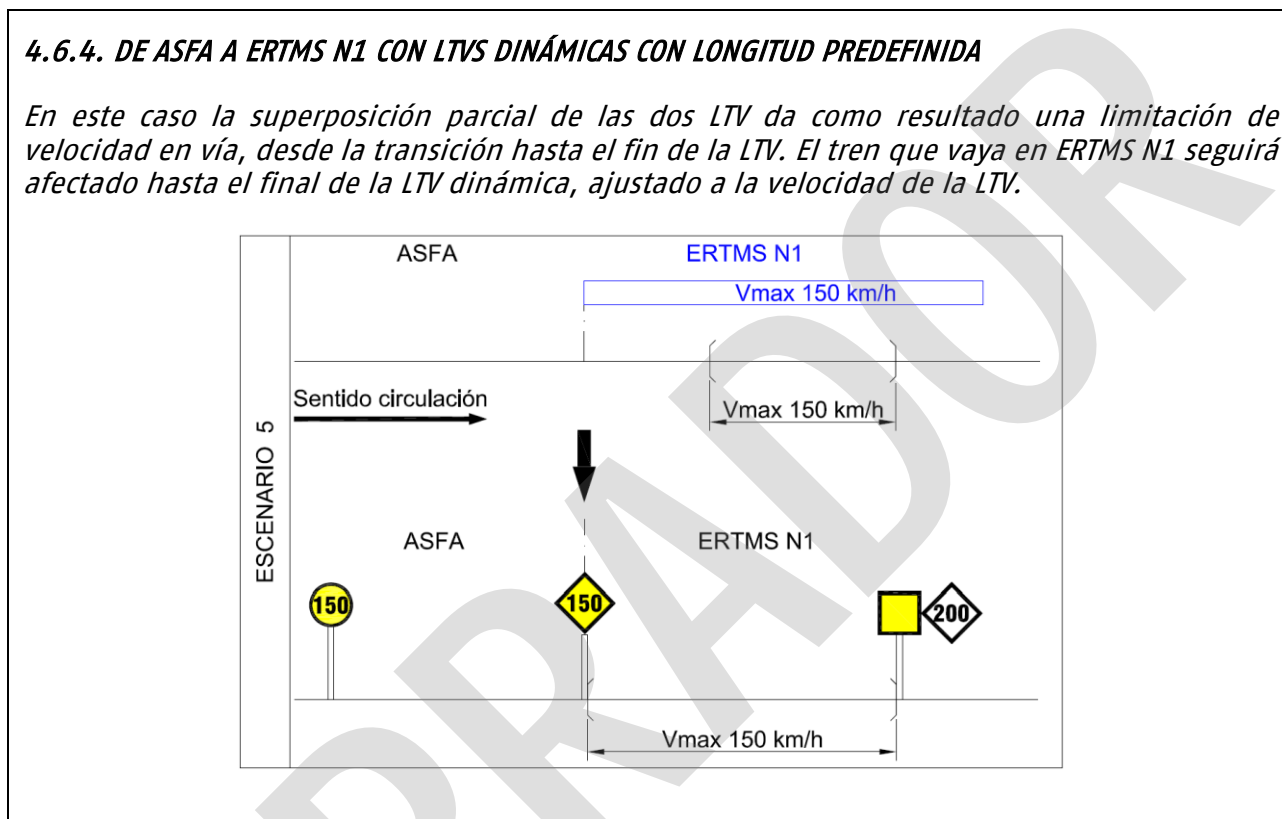 4.6.4. DE ASFA A ERTMS N1 CON LTVS DINÁMICAS CON LONGITUD PREDEFINIDA
En este caso la superposición parcial de las dos LTV da como resultado una limitación de
velocidad en vía, desde la transición hasta el fin de la LTV. El tren que vaya en ERTMS N1 seguirá
afectado hasta el final de la LTV dinámica, ajustado a la velocidad de la LTV.
ESCENARIO 5
ASFA
ERTMS N1
Vmax 150 km/h
Sentido circulación
Vmax 150 km/h
ASFA
ERTMS N1
150
150
200
Vmax 150 km/h
RRADOR